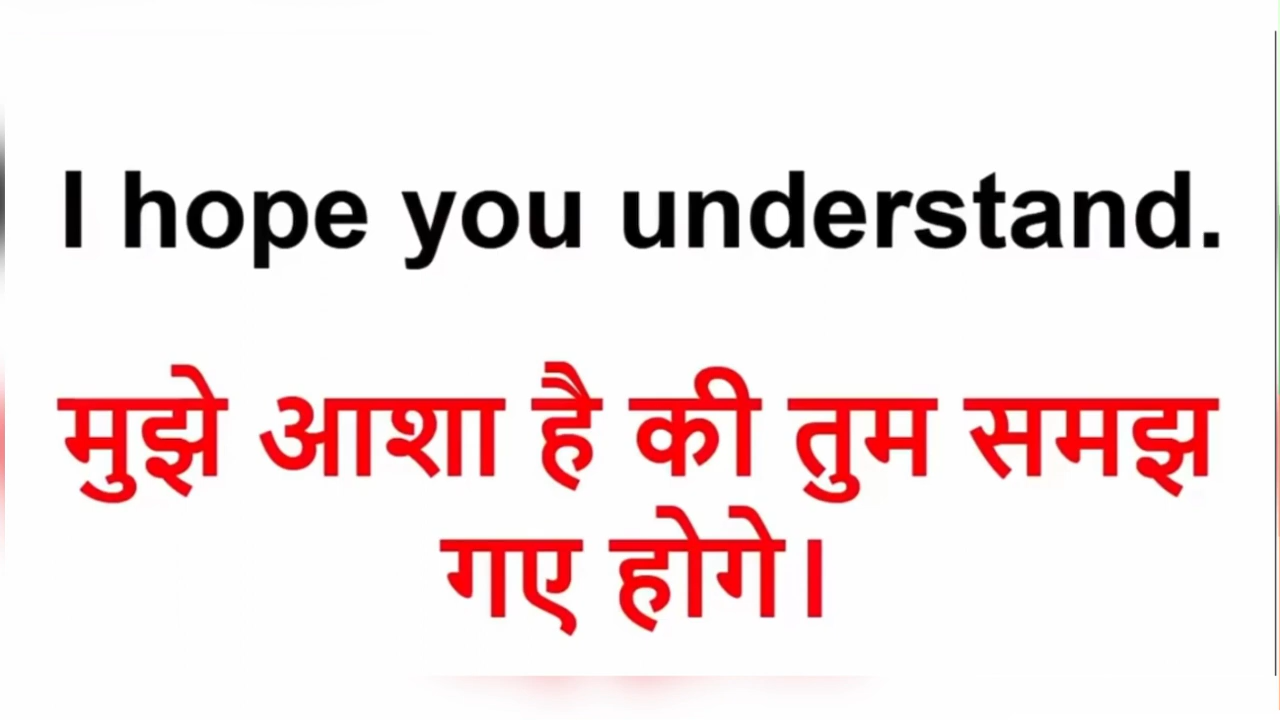 I hope you understand.
मुझे आशा है की तुम समझ
गए होगे।